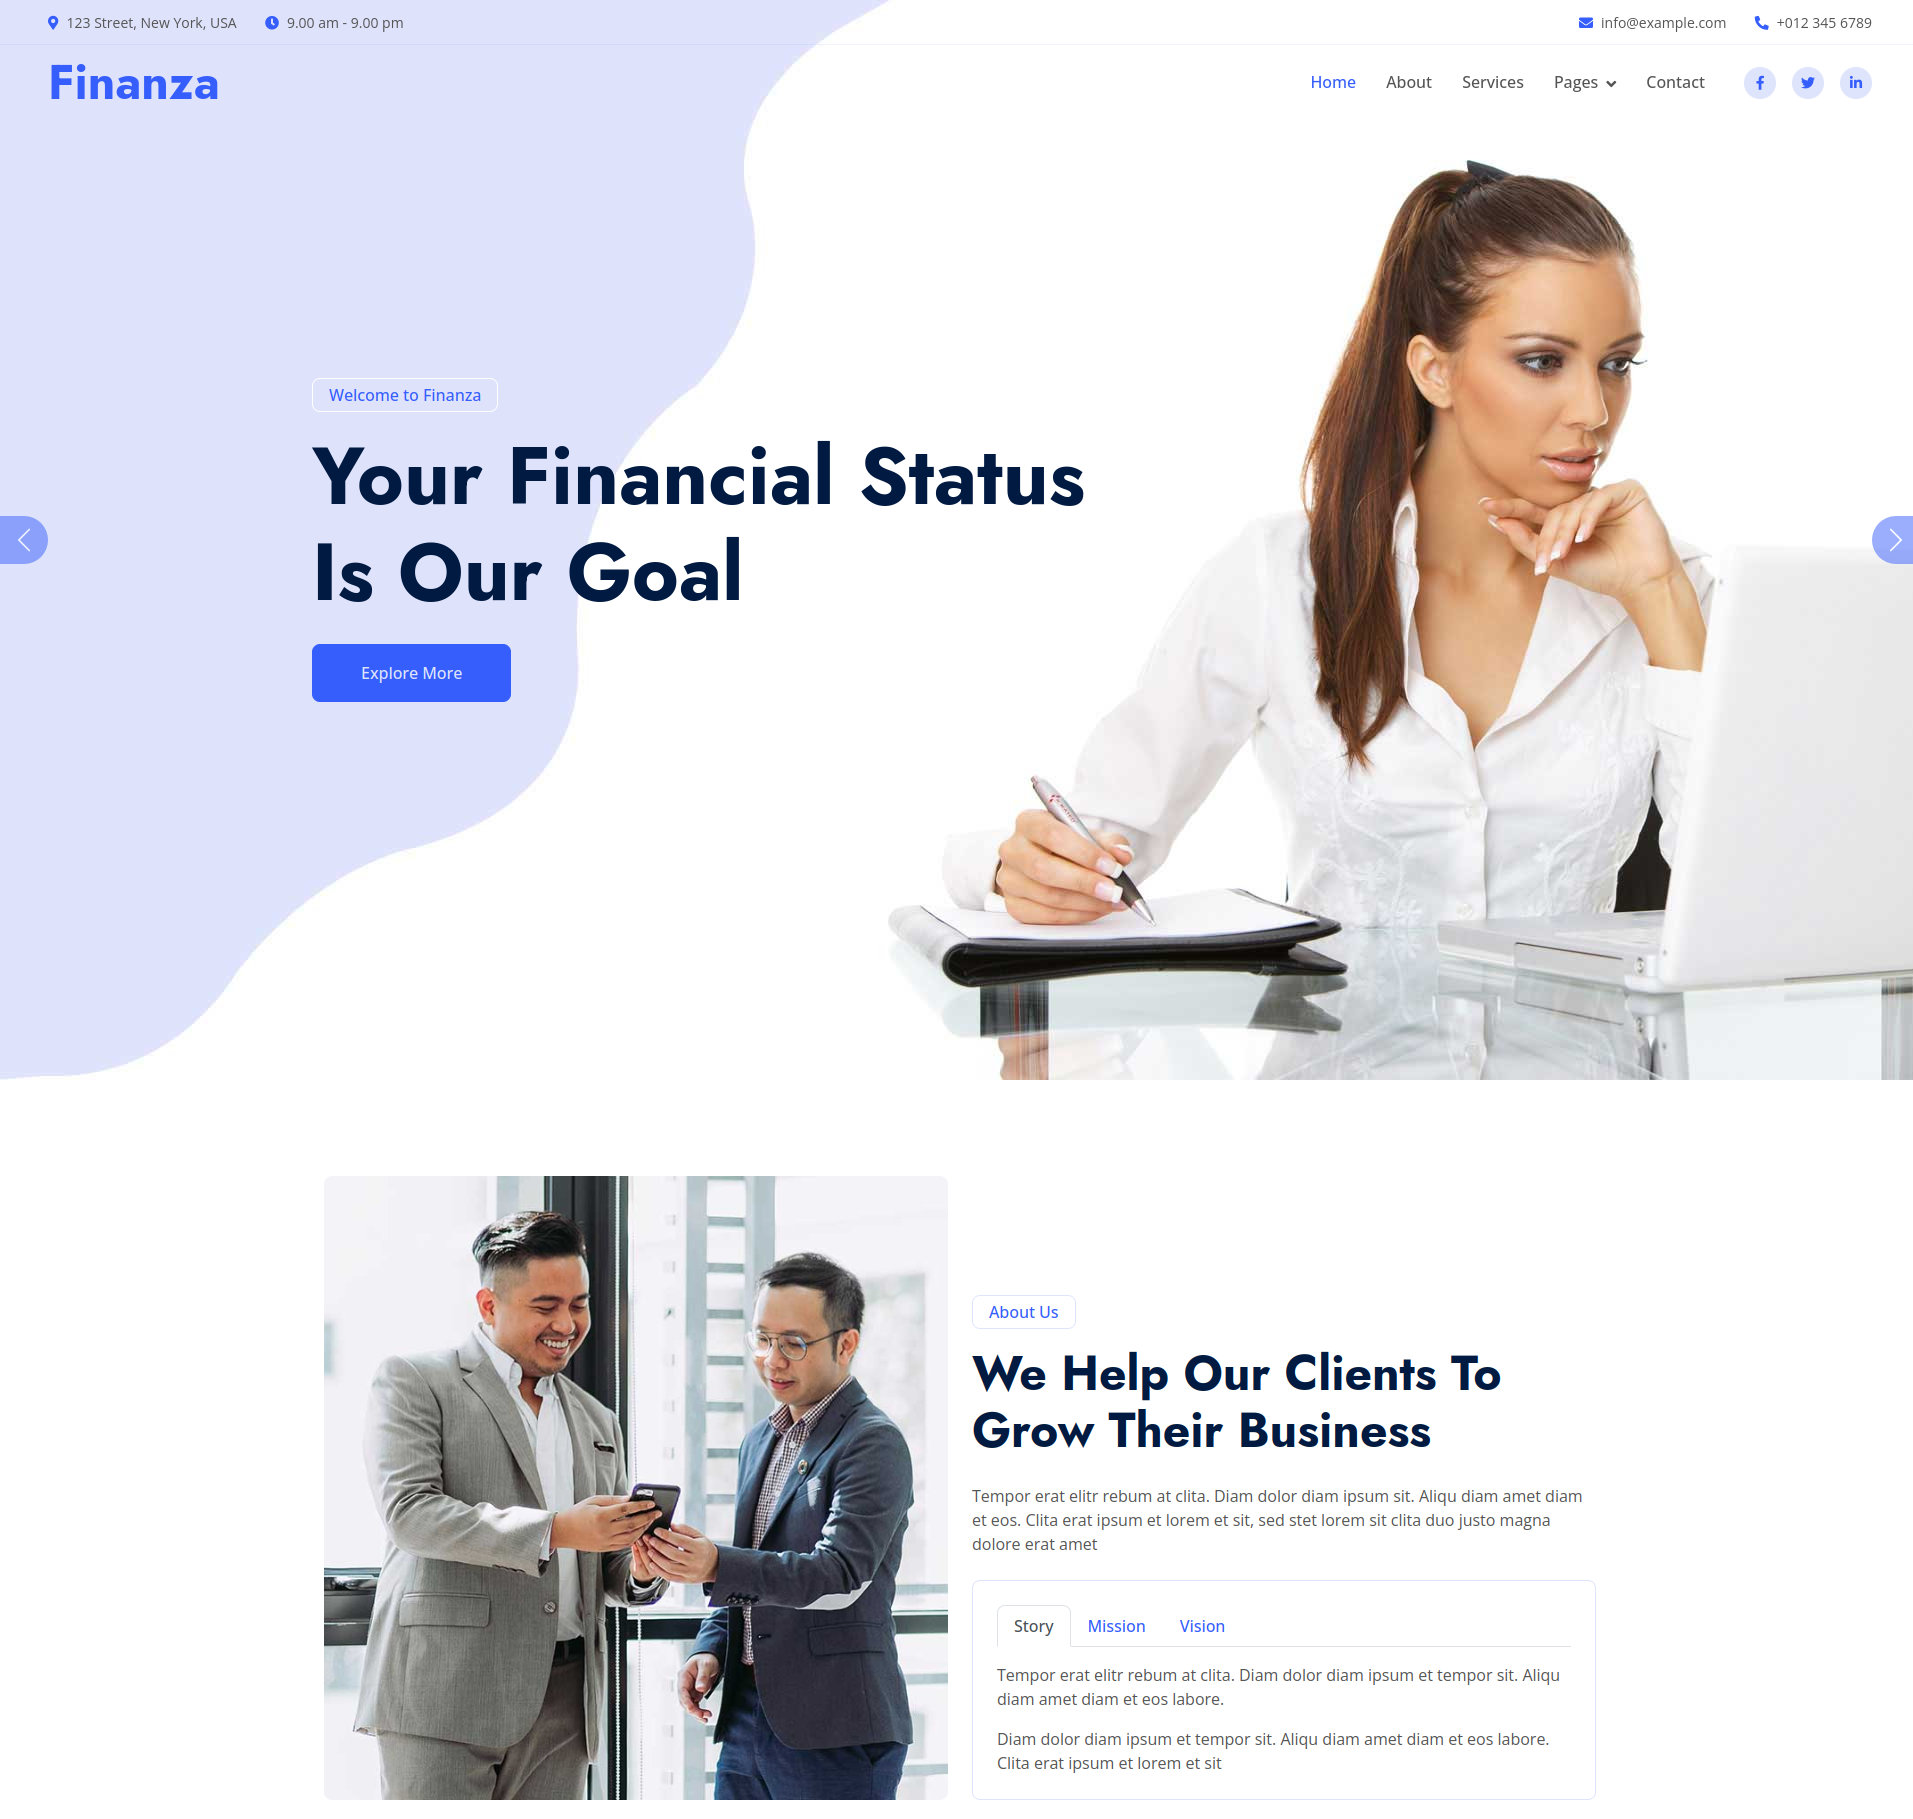 123 Street, New York, USA
9.00 am - 9.00 pm
info@example.com
+012 345 6789
Finanza
Home
About
Services
Pages
Contact
Welcome to Finanza
Your Financial Status
Is Our Goal
Explore More
About Us
We Help Our Clients To
Grow Their Business
Tempor erat elitr rebum at clita. Diam dolor diam ipsum sit. Aliqu diam amet diam
et eos. Clita erat ipsum et lorem et sit, sed stet lorem sit clita duo justo magna
dolore erat amet
Story
Mission
Vision
Tempor erat elitr rebum at clita. Diam dolor diam ipsum et tempor sit. Aliqu
diam amet diam et eos labore.
Diam dolor diam ipsum et tempor sit. Aliqu diam amet diam et eos labore.
Clita erat ipsum et lorem et sit